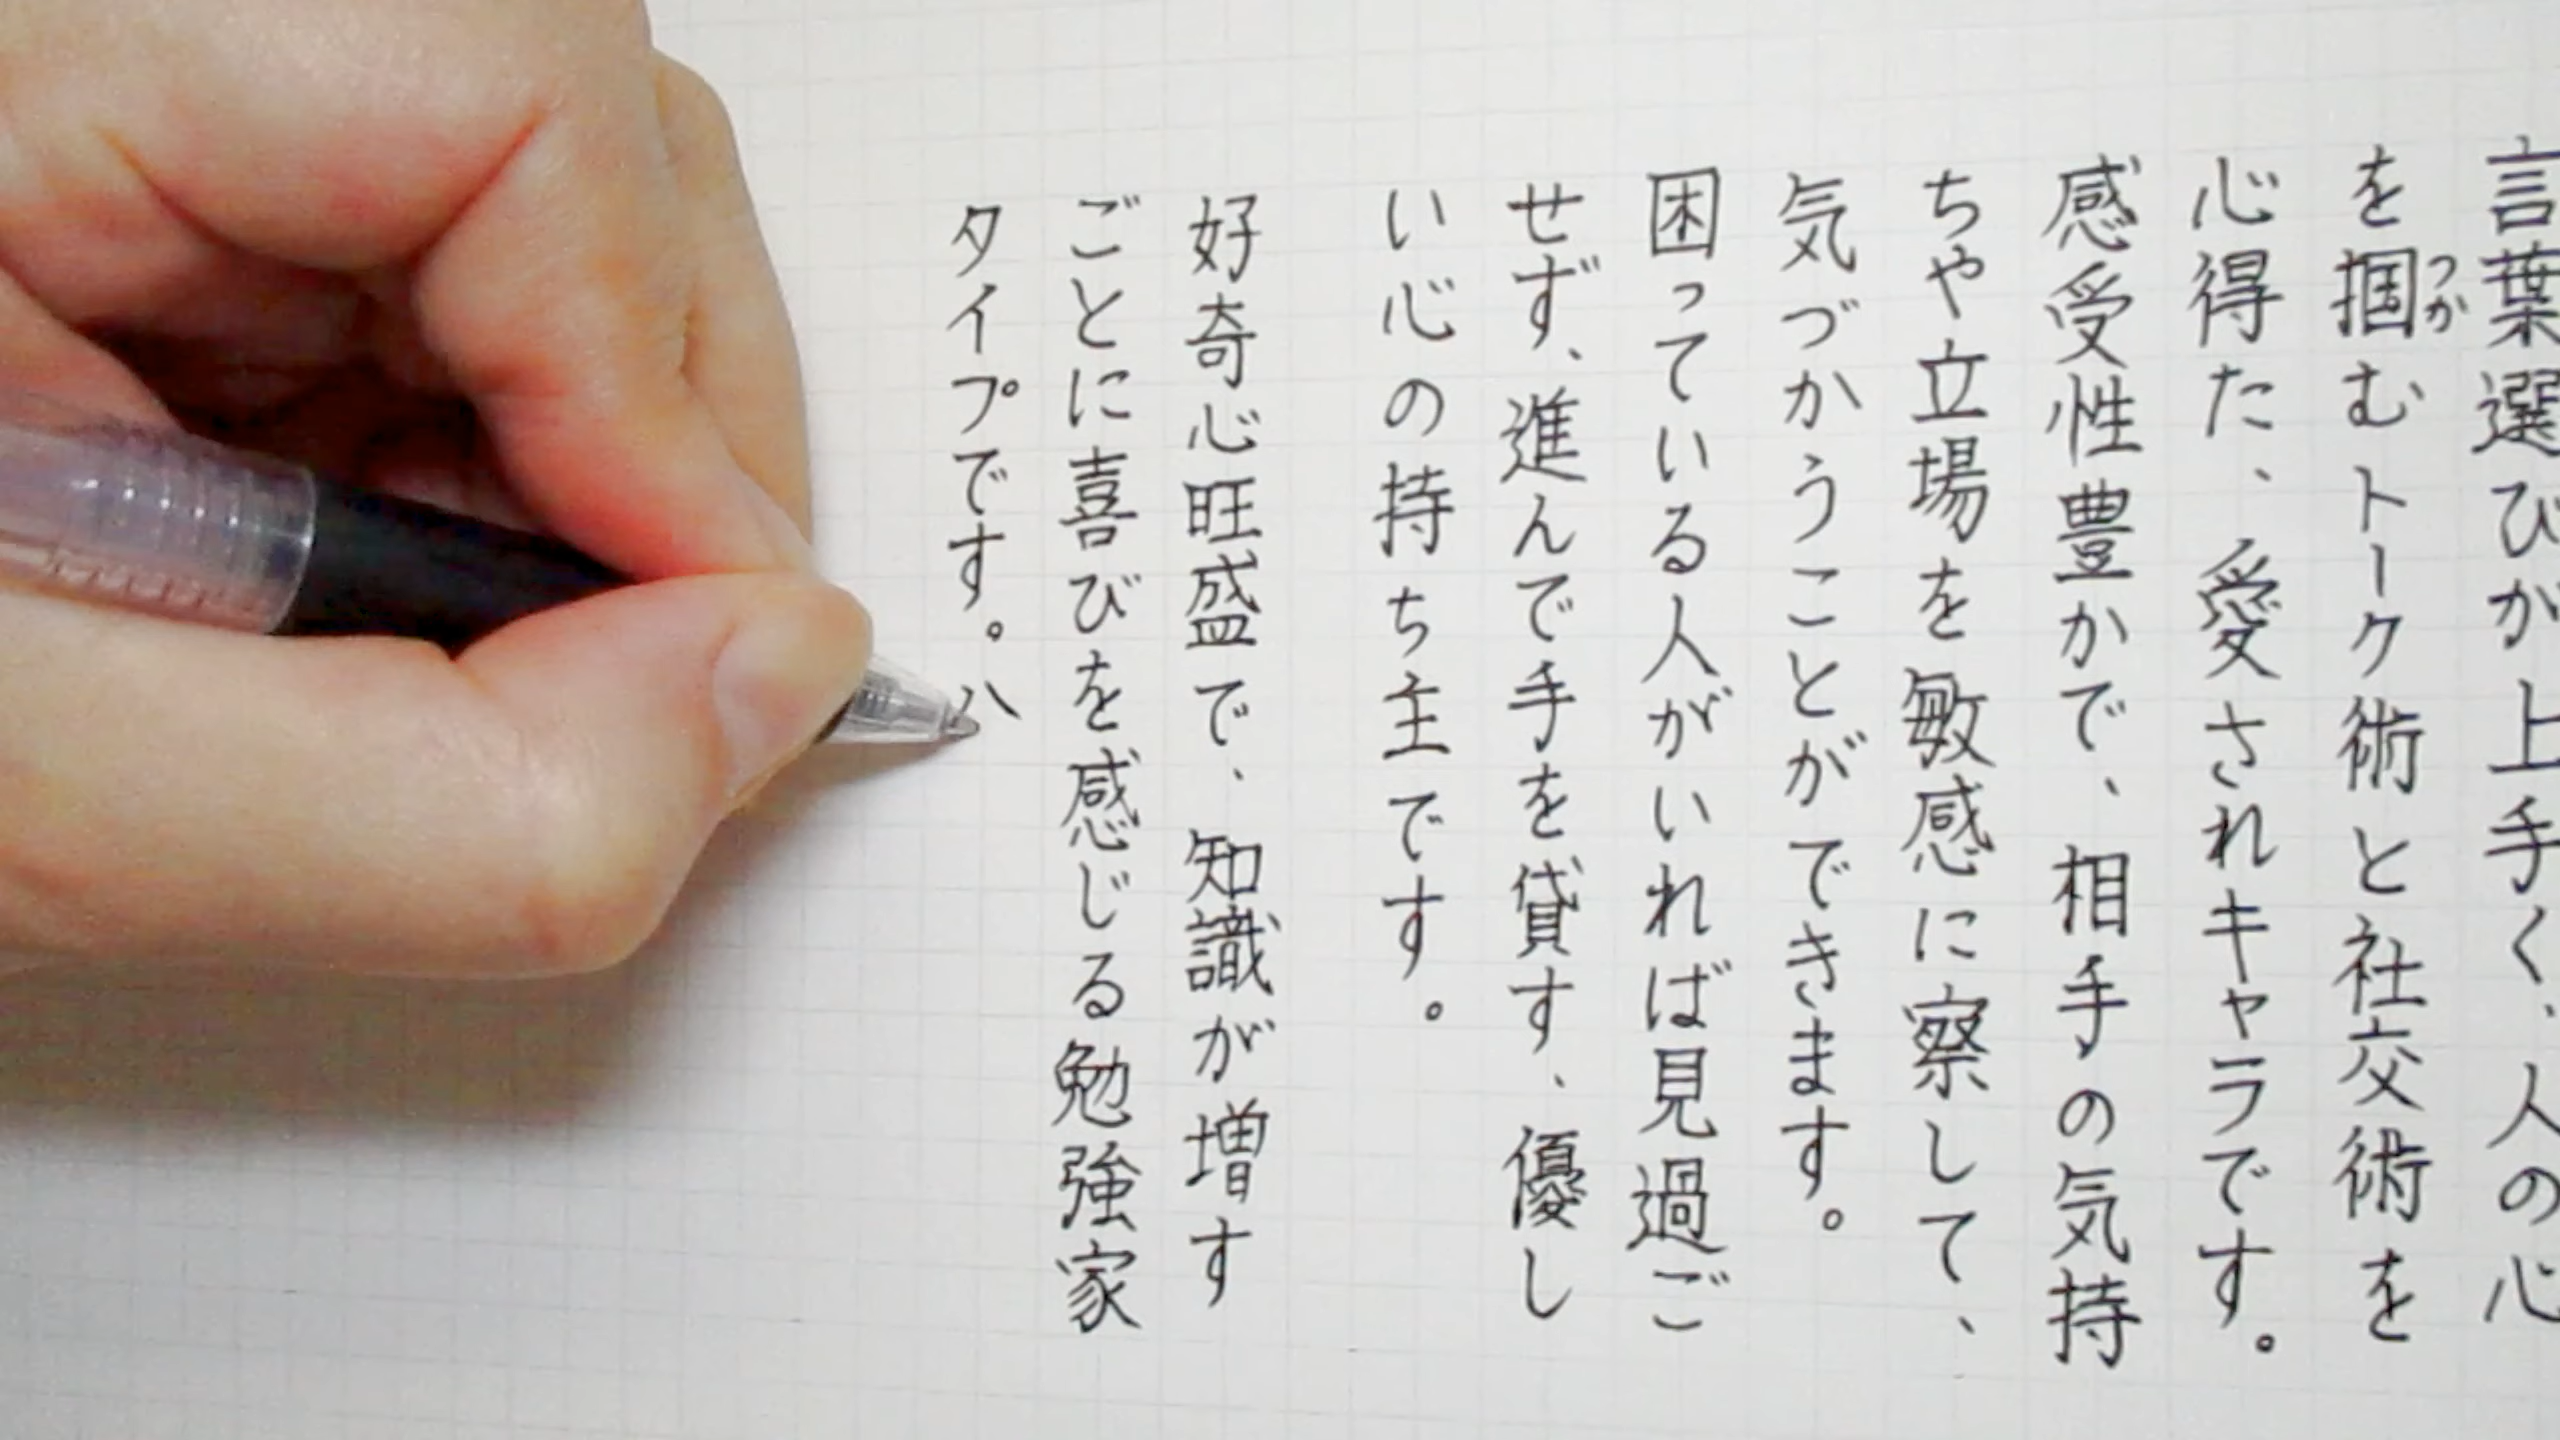 言葉選びが上手く、人の心
を掴むトーク術と社交術を
つか
心得た、愛されキャラです。
感受性豊かで、相手の気持
ちや立場を敏感に察して、
気づかうことができます。
困っている人がいれば見過ご
せず、進んで手を貸す、優し
い心の持ち主です。
好奇心旺盛で、知識が増す
ごとに喜びを感じる勉強家
タイプです。ハ